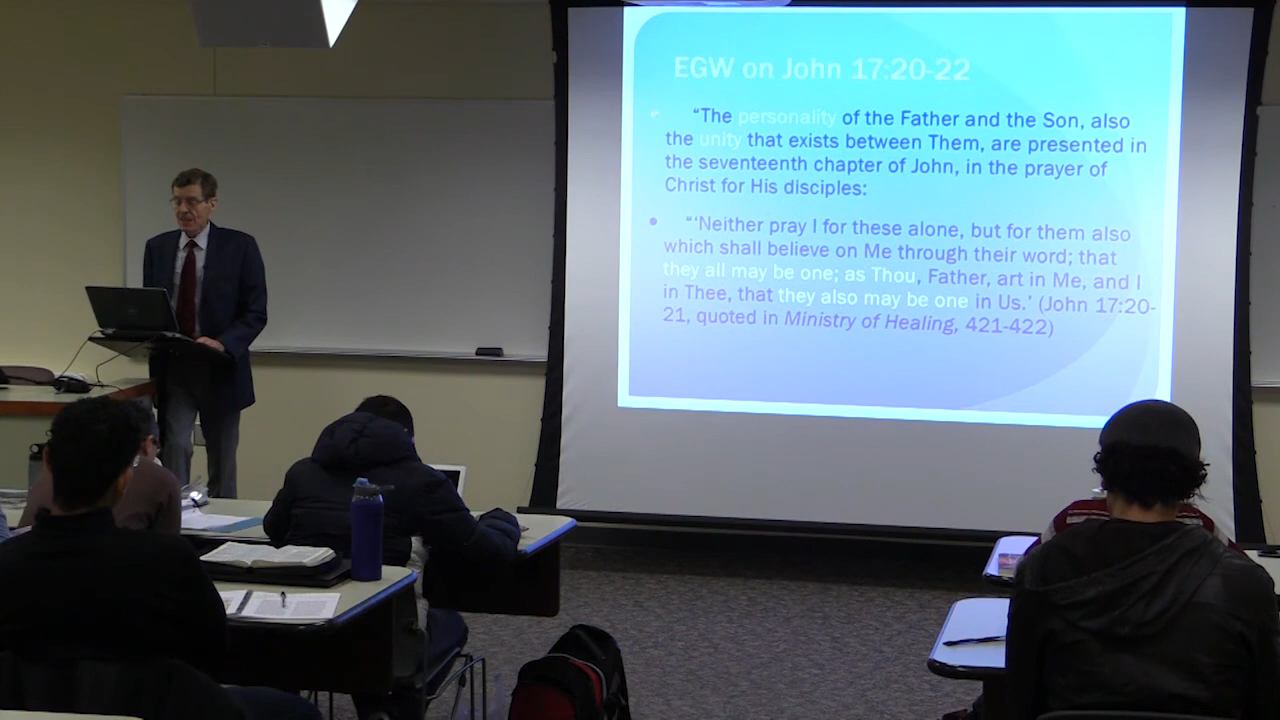 EGW on John 17:20-22
“The personality of the Father and the Son, also
the unity that exists between Them, are presented in
the seventeenth chapter of John, in the prayer of
Christ for His disciples:
• “‘Neither pray I for these alone, but for them also
which shall believe on Me through their word; that
they all may be one; as Thou, Father, art in Me, and I
in Thee, that they also may be one in Us.’ (John 17:20-
21, quoted in Ministry of Healing, 421-422)